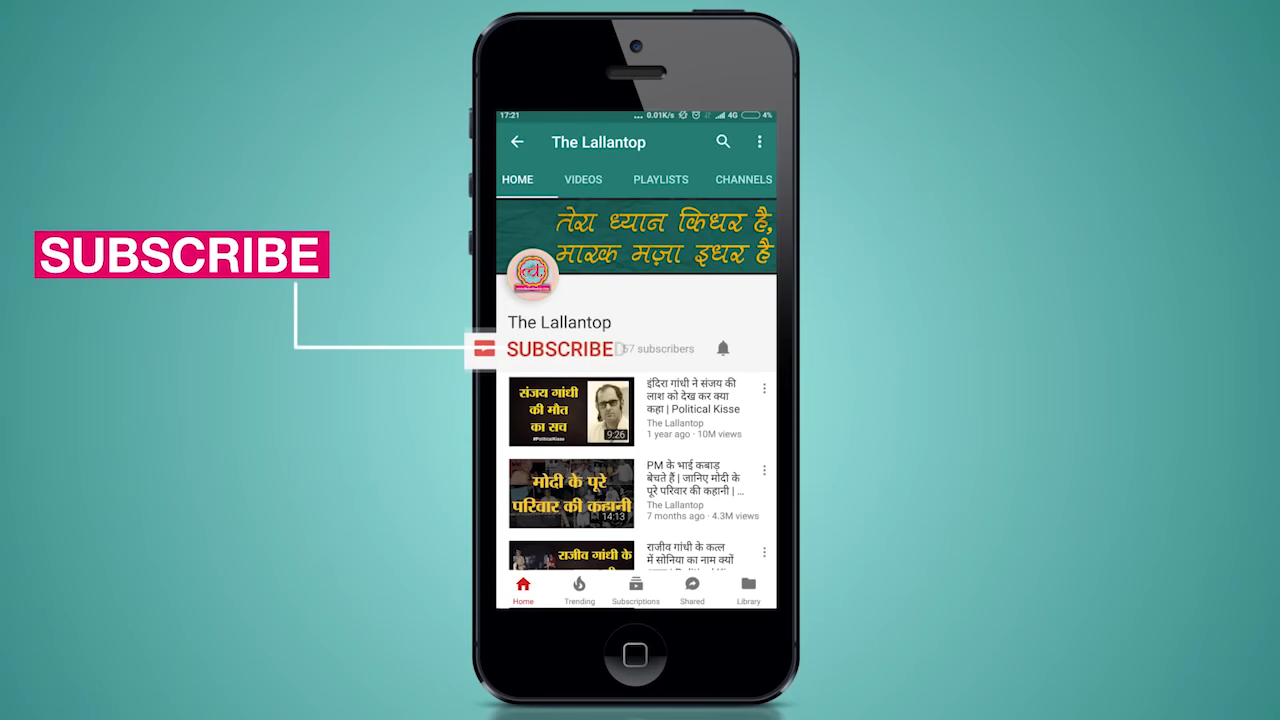 17:21 ... 0.01K/s 4G 4%
The Lallantop
HOME VIDEOS PLAYLISTS CHANNELS
तेरा ध्यान किधर है,
मारक मज़ा इधर है
SUBSCRIBE
The Lallantop
SUBSCRIBED 57 subscribers
संजय गांधी
की मौत
का सच
#PoliticalKisse
9:26
इंदिरा गांधी ने संजय की
लाश को देख कर क्या
कहा | Political Kisse
The Lallantop
1 year ago · 10M views
मोदी के पूरे
परिवार की कहानी
14:13
PM के भाई कबाड़
बेचते हैं | जानिए मोदी के
पूरे परिवार की कहानी | ...
The Lallantop
7 months ago · 4.3M views
राजीव गांधी के
राजीव गांधी के कत्ल
में सोनिया का नाम क्यों
Home Trending Subscriptions Shared Library